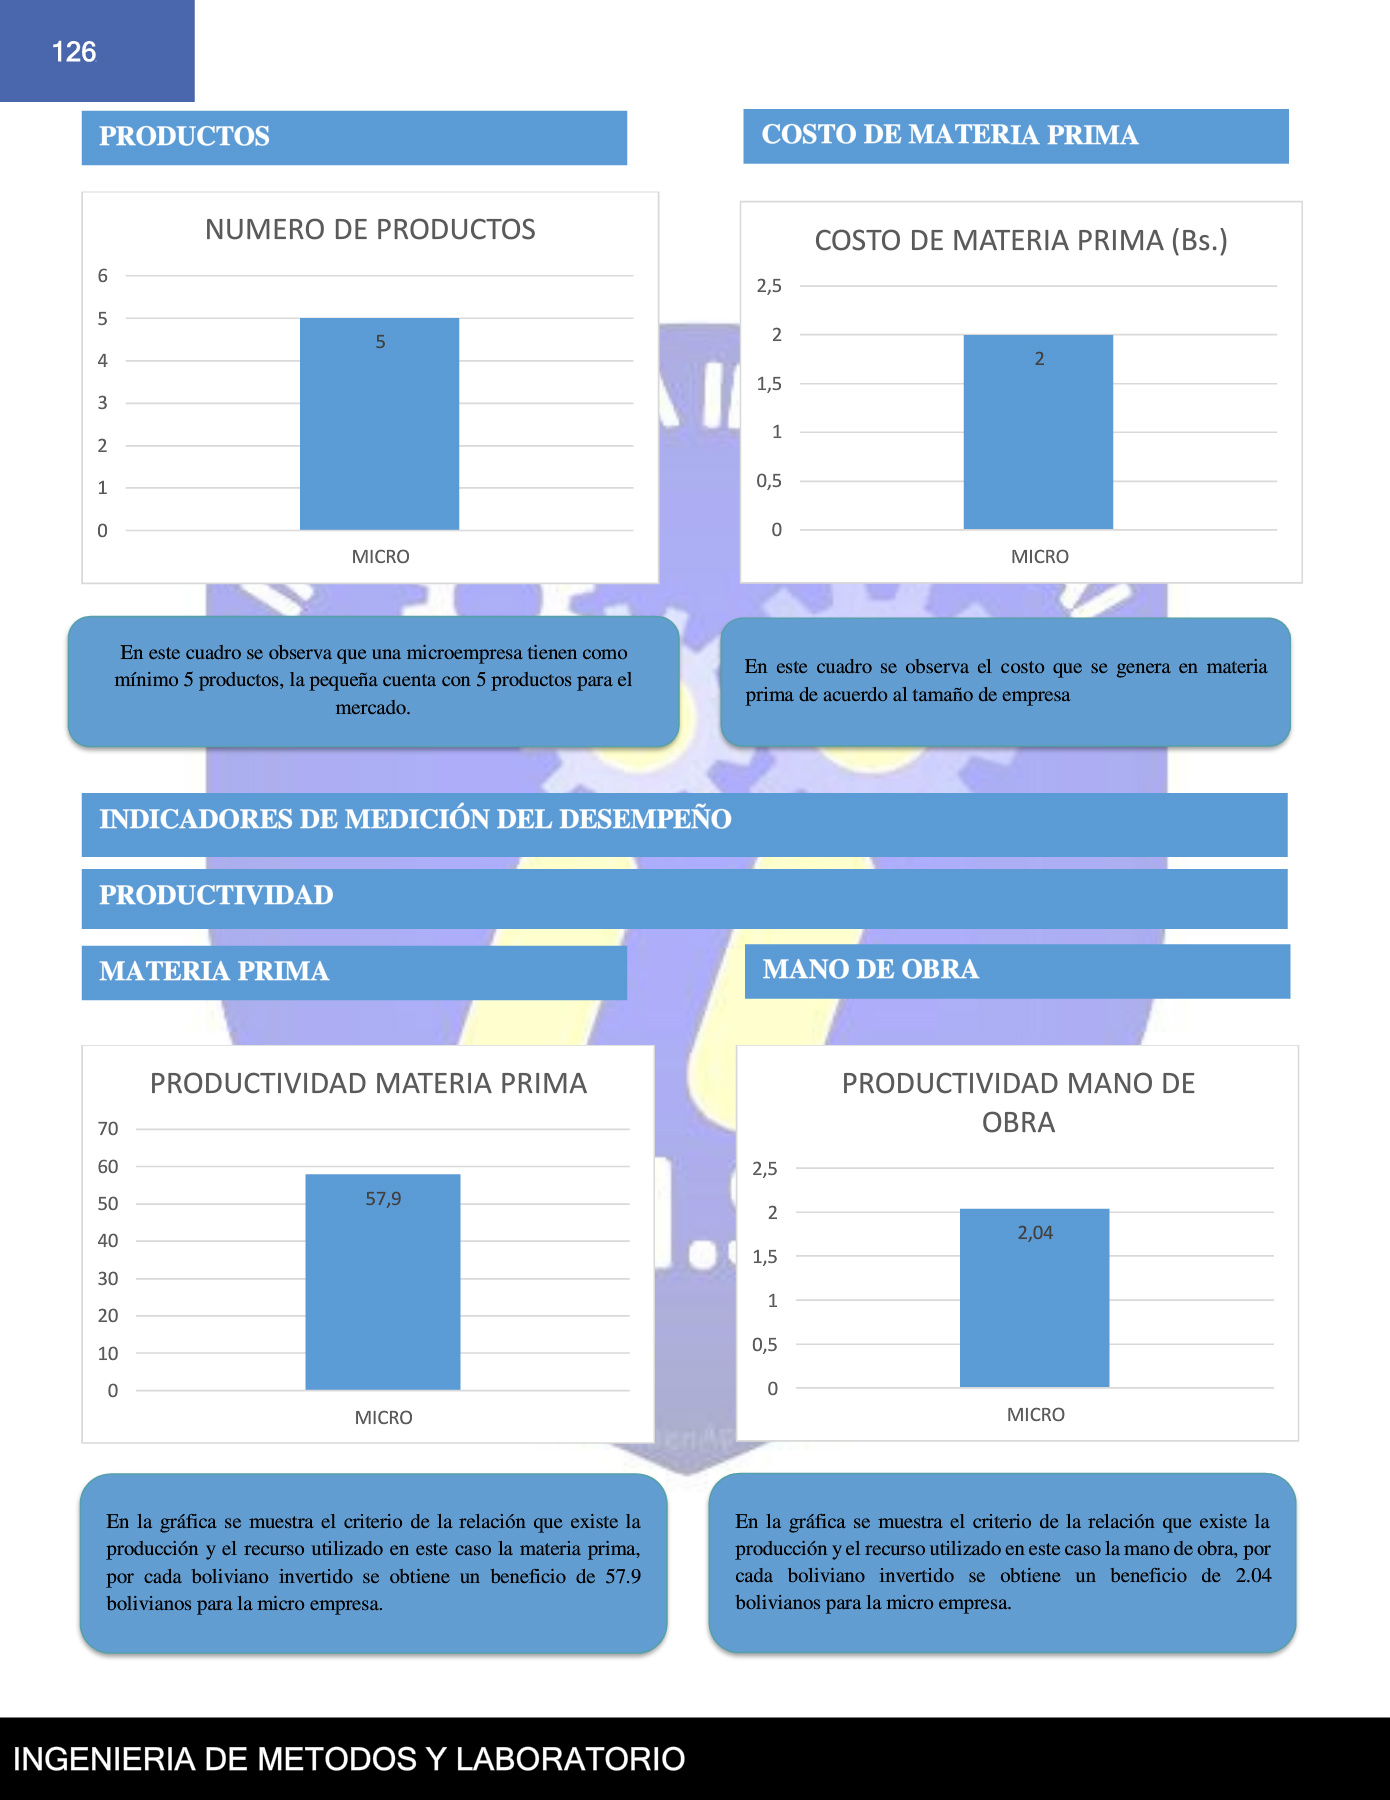 126
PRODUCTOS
COSTO DE MATERIA PRIMA
NUMERO DE PRODUCTOS
6
5
4
3
2
1
0
5
MICRO
COSTO DE MATERIA PRIMA (Bs.)
2,5
2
1,5
1
0,5
0
2
MICRO
En este cuadro se observa que una microempresa tienen como
mínimo 5 productos, la pequeña cuenta con 5 productos para el
mercado.
En este cuadro se observa el costo que se genera en materia
prima de acuerdo al tamaño de empresa
INDICADORES DE MEDICIÓN DEL DESEMPEÑO
PRODUCTIVIDAD
MATERIA PRIMA
MANO DE OBRA
PRODUCTIVIDAD MATERIA PRIMA
70
60
50
40
30
20
10
0
57,9
MICRO
PRODUCTIVIDAD MANO DE
OBRA
2,5
2
1,5
1
0,5
0
2,04
MICRO
En la gráfica se muestra el criterio de la relación que existe la
producción y el recurso utilizado en este caso la materia prima,
por cada boliviano invertido se obtiene un beneficio de 57.9
bolivianos para la micro empresa.
En la gráfica se muestra el criterio de la relación que existe la
producción y el recurso utilizado en este caso la mano de obra, por
cada boliviano invertido se obtiene un beneficio de 2.04
bolivianos para la micro empresa.
INGENIERIA DE METODOS Y LABORATORIO